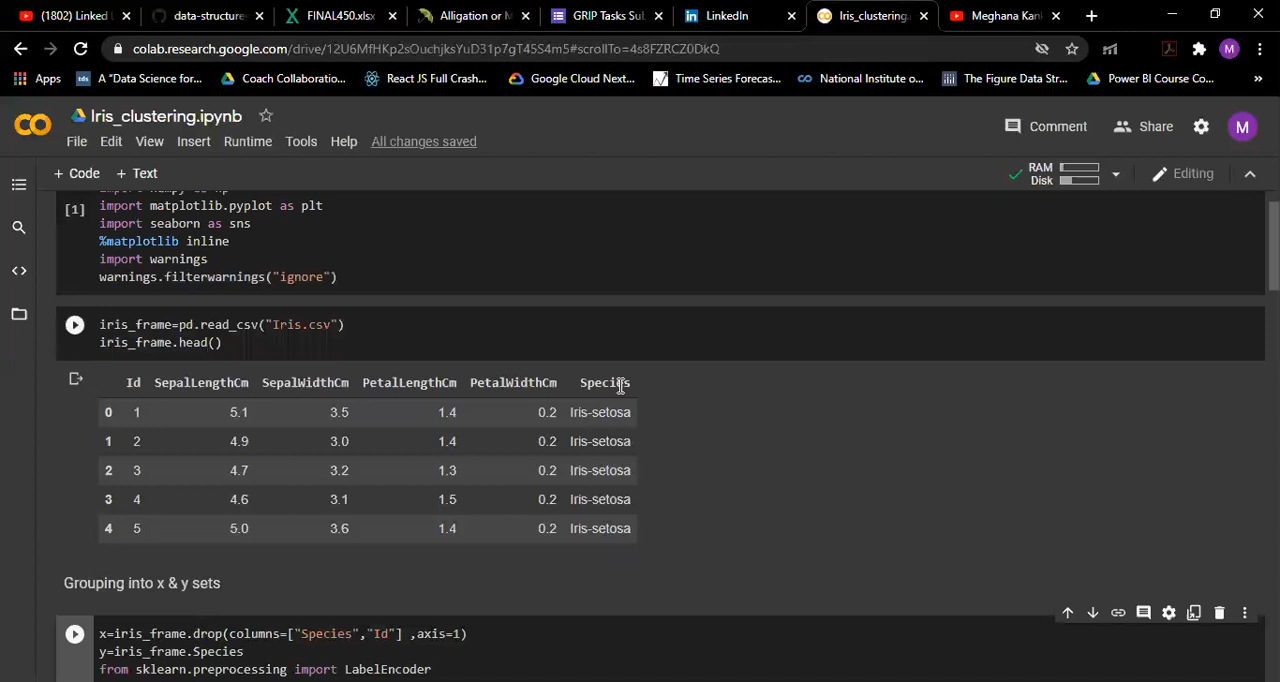 (1802) Linked
data-structure
FINAL450.xlsx
Alligation or M
GRIP Tasks Sul
LinkedIn
Iris_clustering.
Meghana Kan
colab.research.google.com/drive/12U6MfHKp2sOuchjksYuD31p7gT45S4m5#scrollTo=4s8FZRCZ0DkQ
M
Apps
tds
A "Data Science for...
Coach Collaboratio...
React JS Full Crash...
Google Cloud Next...
Time Series Forecas...
National Institute o...
The Figure Data Str...
Power BI Course Co...
»
Iris_clustering.ipynb
Comment
Share
M
File
Edit
View
Insert
Runtime
Tools
Help
All changes saved
+ Code
+ Text
RAM
Disk
Editing
[1]
import matplotlib.pyplot as plt
import seaborn as sns
%matplotlib inline
import warnings
warnings.filterwarnings("ignore")
iris_frame=pd.read_csv("Iris.csv")
iris_frame.head()
Id SepalLengthCm SepalWidthCm PetalLengthCm PetalWidthCm Species
0 1 5.1 3.5 1.4 0.2 Iris-setosa
1 2 4.9 3.0 1.4 0.2 Iris-setosa
2 3 4.7 3.2 1.3 0.2 Iris-setosa
3 4 4.6 3.1 1.5 0.2 Iris-setosa
4 5 5.0 3.6 1.4 0.2 Iris-setosa
Grouping into x & y sets
x=iris_frame.drop(columns=["Species","Id"] ,axis=1)
y=iris_frame.Species
from sklearn.preprocessing import LabelEncoder